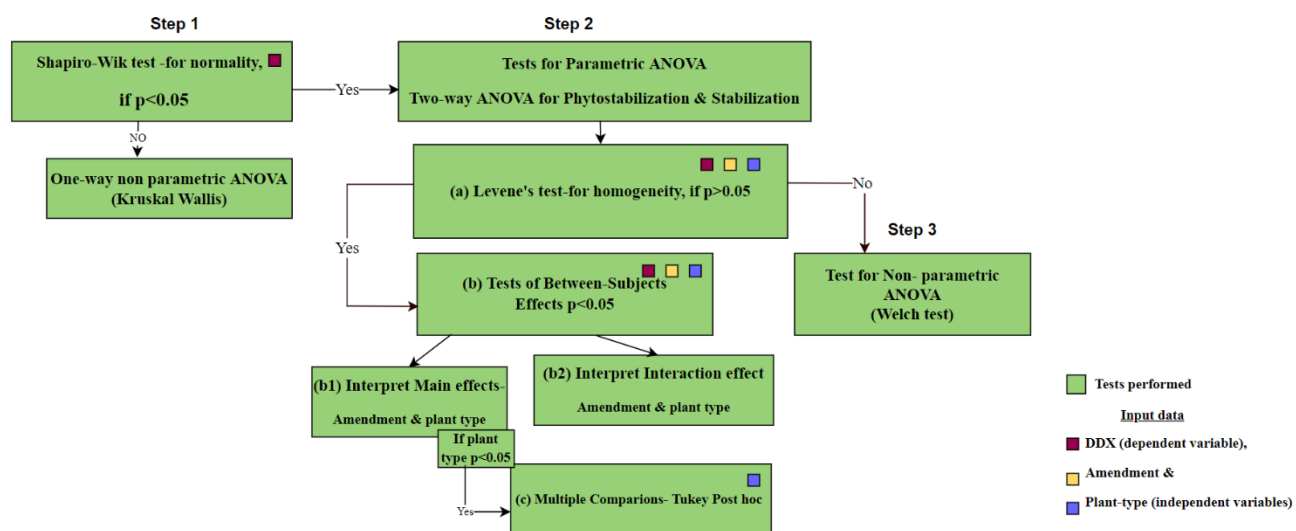 Step 1
Shapiro-Wik test -for normality,
if p<0.05
Yes
NO
One-way non parametric ANOVA
(Kruskal Wallis)
Step 2
Tests for Parametric ANOVA
Two-way ANOVA for Phytostabilization & Stabilization
(a) Levene's test-for homogeneity, if p>0.05
No
Yes
Step 3
Test for Non- parametric
ANOVA
(Welch test)
(b) Tests of Between-Subjects
Effects p<0.05
(b1) Interpret Main effects-
Amendment & plant type
(b2) Interpret Interaction effect
Amendment & plant type
If plant
type p<0.05
Yes
(c) Multiple Comparions- Tukey Post hoc
Tests performed
Input data
DDX (dependent variable),
Amendment &
Plant-type (independent variables)